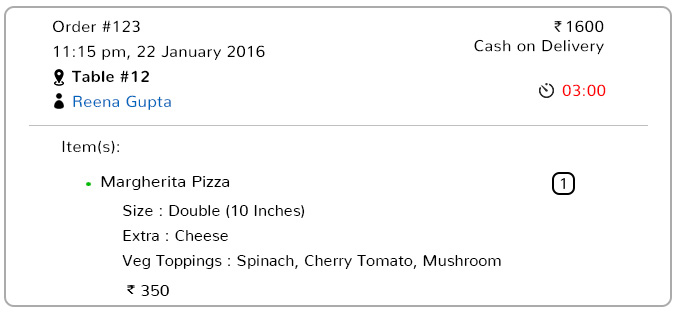 Order #123
₹ 1600
11:15 pm, 22 January 2016
Cash on Delivery
Table #12
Reena Gupta
03:00
Item(s):
Margherita Pizza
1
Size : Double (10 Inches)
Extra : Cheese
Veg Toppings : Spinach, Cherry Tomato, Mushroom
₹ 350